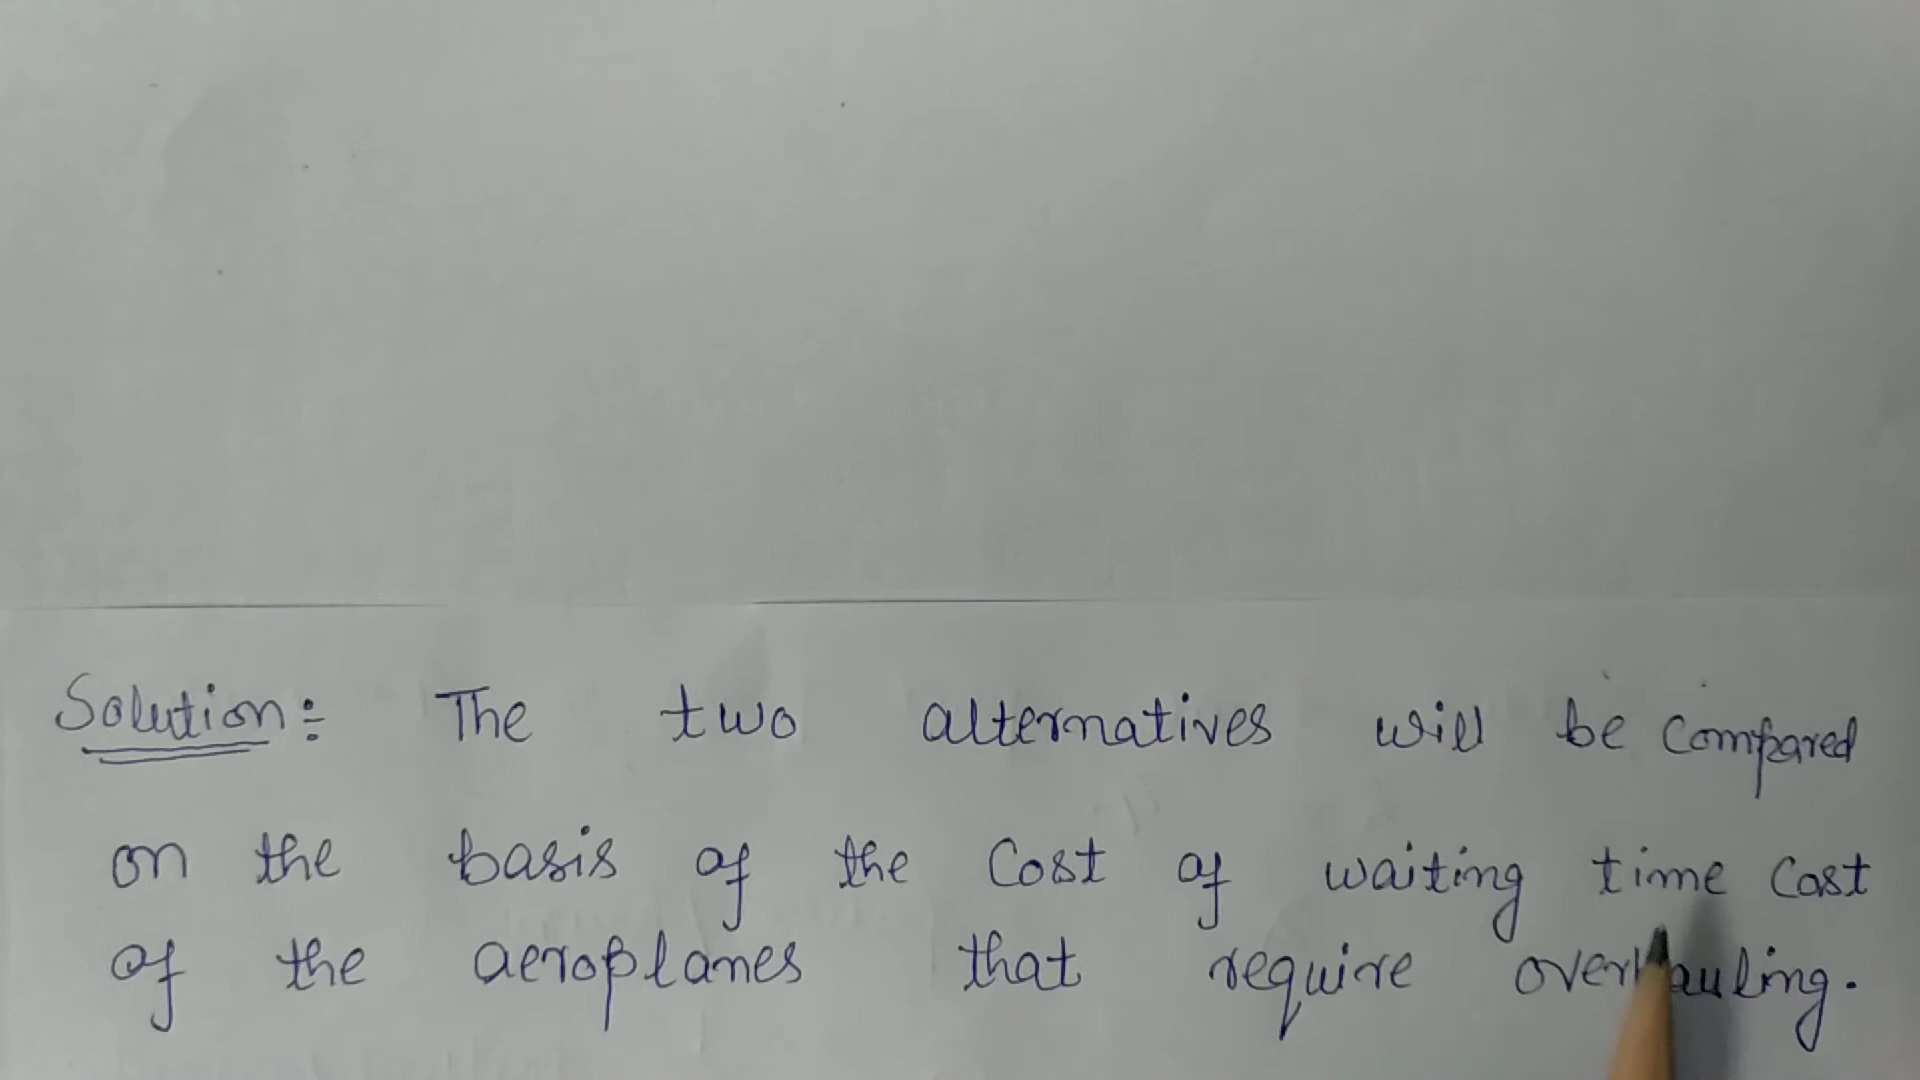 Solution:- The two alternatives will be compared
on the basis of the cost of waiting time cost
of the aeroplanes that require overhauling.